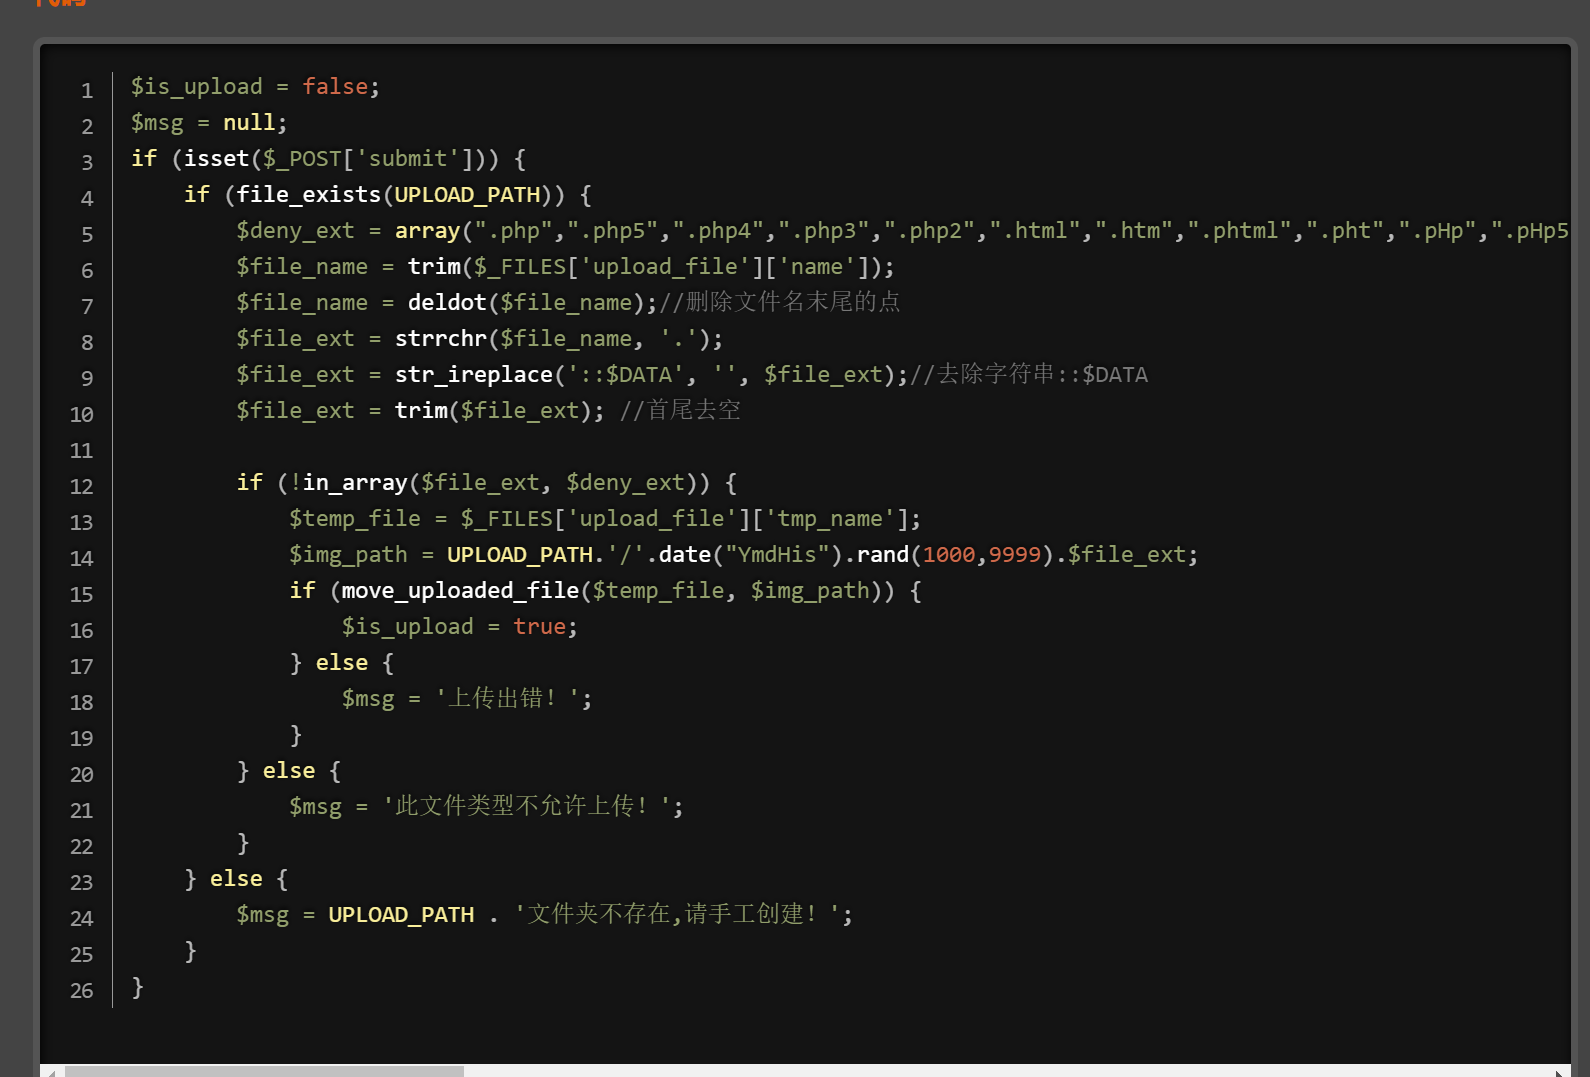 1 $is_upload = false;
2 $msg = null;
3 if (isset($_POST['submit'])) {
4     if (file_exists(UPLOAD_PATH)) {
5         $deny_ext = array(".php",".php5",".php4",".php3",".php2",".html",".htm",".phtml",".pht",".pHp",".pHp5
6         $file_name = trim($_FILES['upload_file']['name']);
7         $file_name = deldot($file_name);//删除文件名末尾的点
8         $file_ext = strrchr($file_name, '.');
9         $file_ext = str_ireplace('::$DATA', '', $file_ext);//去除字符串::$DATA
10         $file_ext = trim($file_ext); //首尾去空
11
12         if (!in_array($file_ext, $deny_ext)) {
13             $temp_file = $_FILES['upload_file']['tmp_name'];
14             $img_path = UPLOAD_PATH.'/'.date("YmdHis").rand(1000,9999).$file_ext;
15             if (move_uploaded_file($temp_file, $img_path)) {
16                 $is_upload = true;
17             } else {
18                 $msg = '上传出错！';
19             }
20         } else {
21             $msg = '此文件类型不允许上传！';
22         }
23     } else {
24         $msg = UPLOAD_PATH . '文件夹不存在,请手工创建！';
25     }
26 }